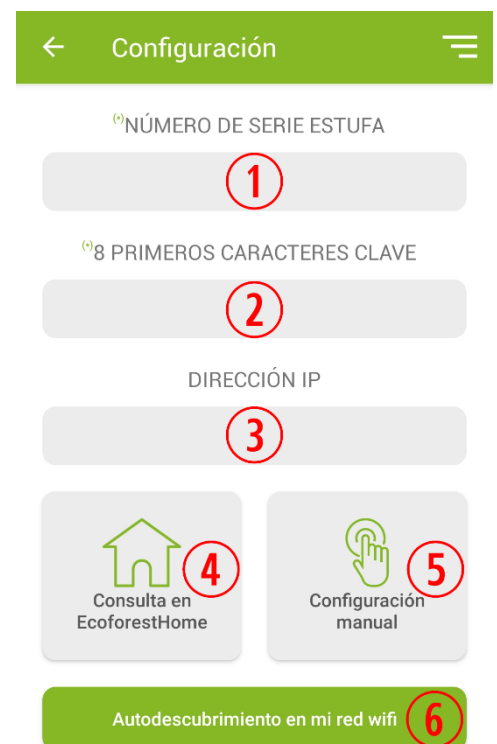 Configuración
(*)NÚMERO DE SERIE ESTUFA
1
(*)8 PRIMEROS CARACTERES CLAVE
2
DIRECCIÓN IP
3
4
Consulta en
EcoforestHome
5
Configuración
manual
Autodescubrimiento en mi red wifi 6